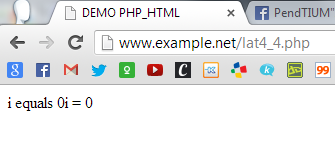 DEMO PHP_HTML
PendTIUM"
www.example.net/lat4_4.php
i equals 0i = 0